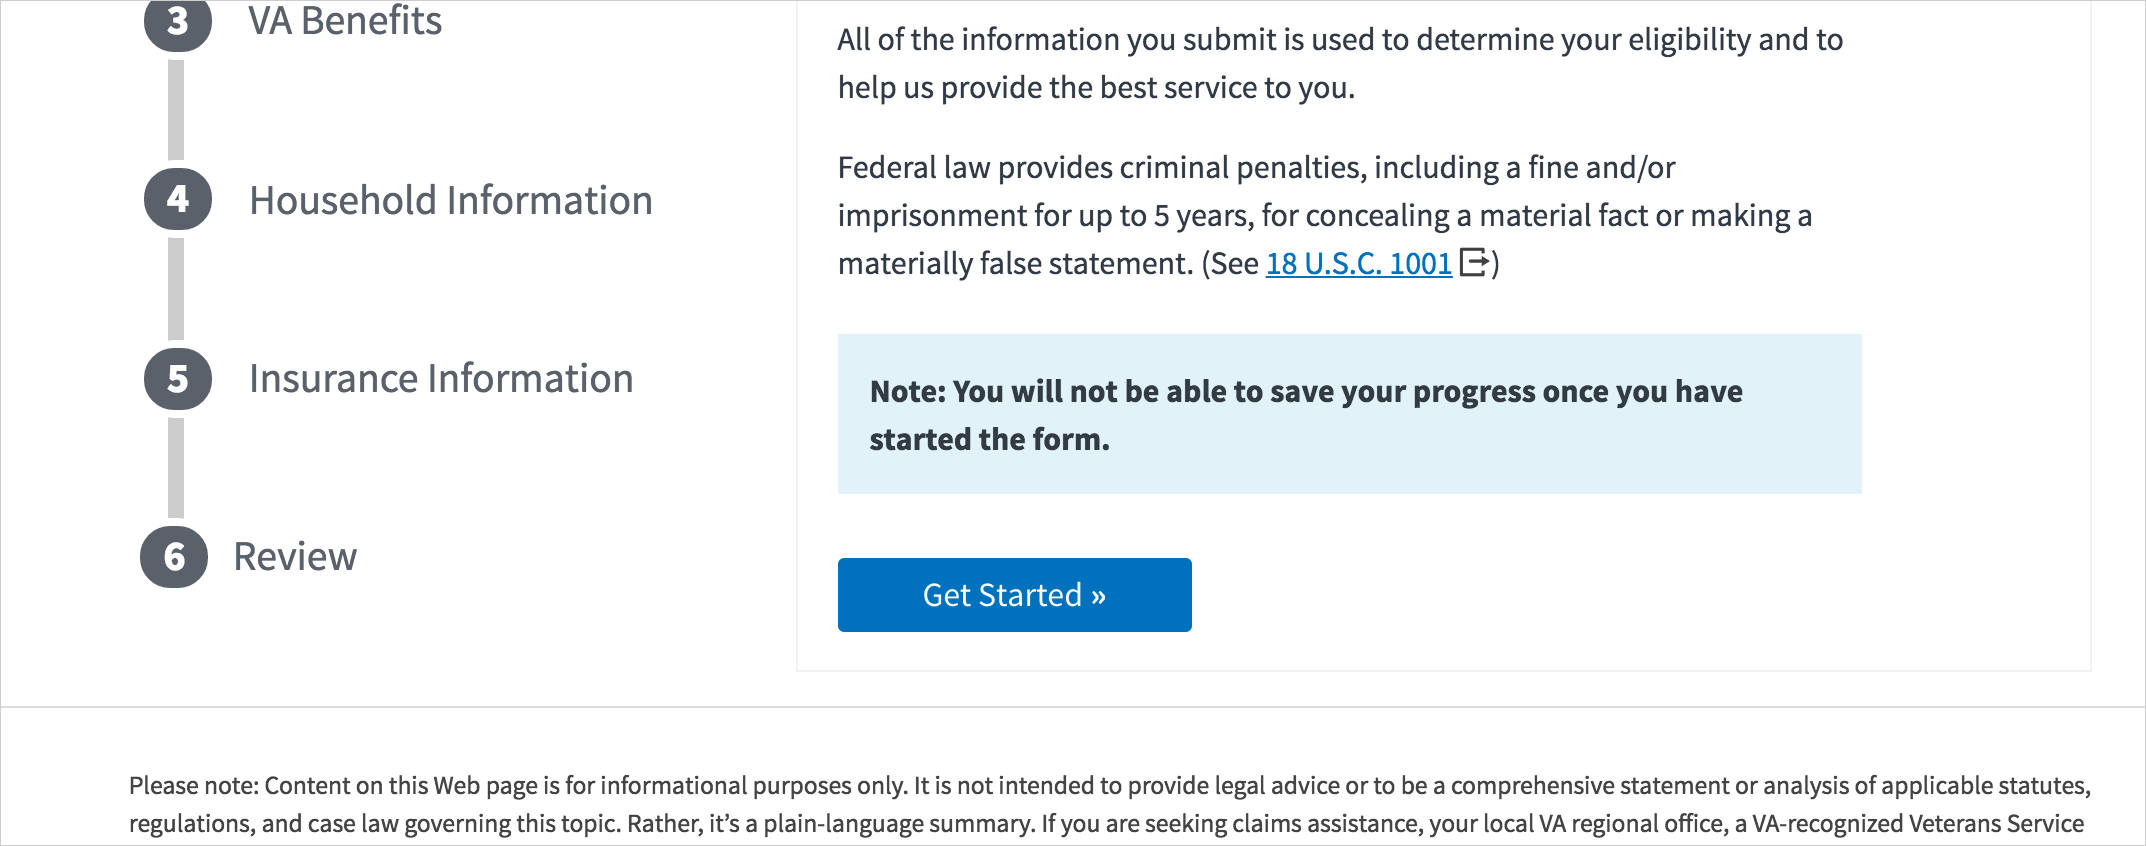 3 VA Benefits
4 Household Information
5 Insurance Information
6 Review
All of the information you submit is used to determine your eligibility and to
help us provide the best service to you.
Federal law provides criminal penalties, including a fine and/or
imprisonment for up to 5 years, for concealing a material fact or making a
materially false statement. (See 18 U.S.C. 1001)
Note: You will not be able to save your progress once you have
started the form.
Get Started »
Please note: Content on this Web page is for informational purposes only. It is not intended to provide legal advice or to be a comprehensive statement or analysis of applicable statutes,
regulations, and case law governing this topic. Rather, it’s a plain-language summary. If you are seeking claims assistance, your local VA regional office, a VA-recognized Veterans Service